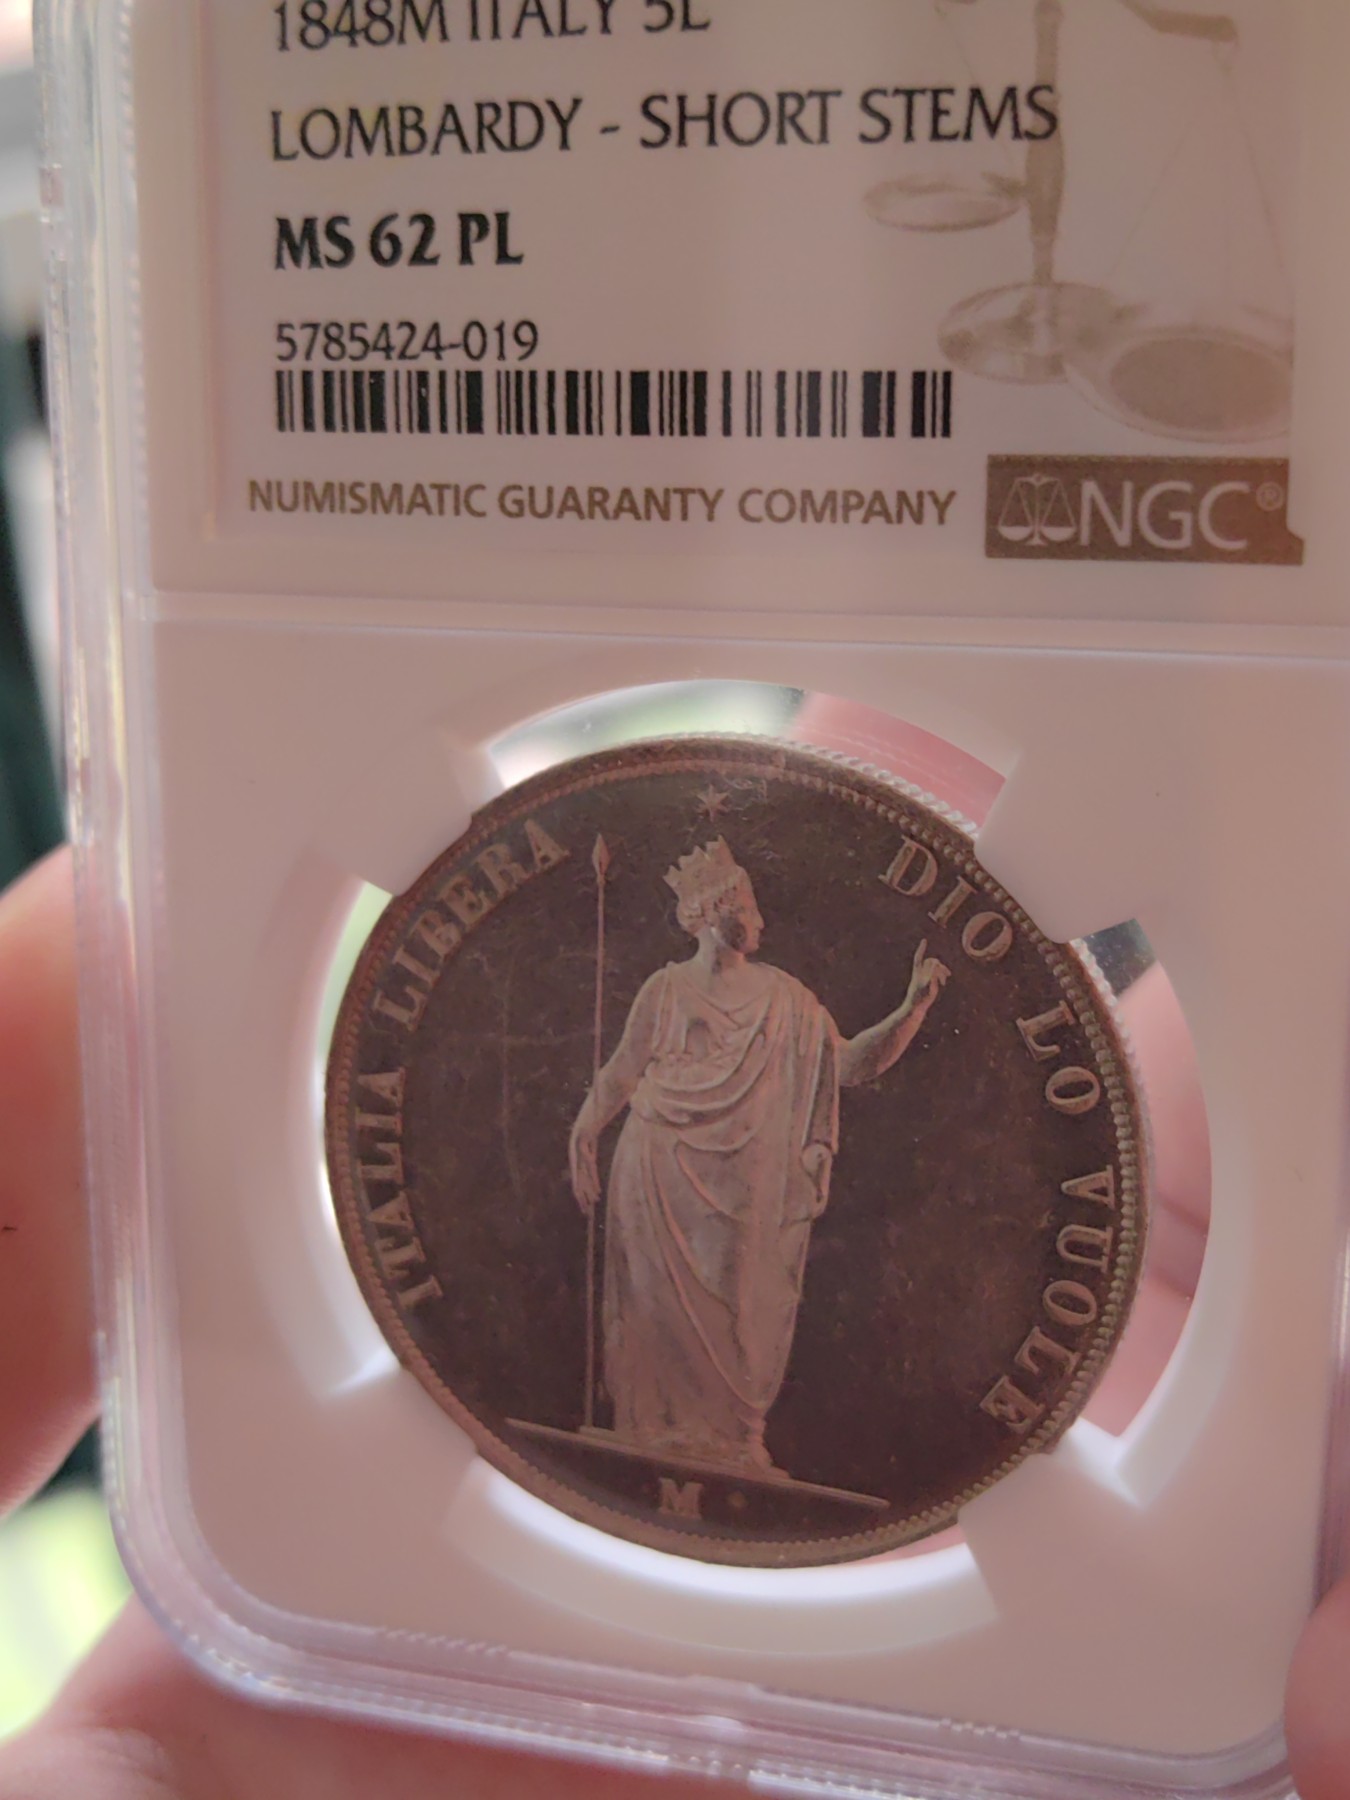 1848M ITALY 5L
LOMBARDY - SHORT STEMS
MS 62 PL
5785424-019
NUMISMATIC GUARANTY COMPANY
NGC®
ITALIA LIBERA
DIO LO VUOLE
M